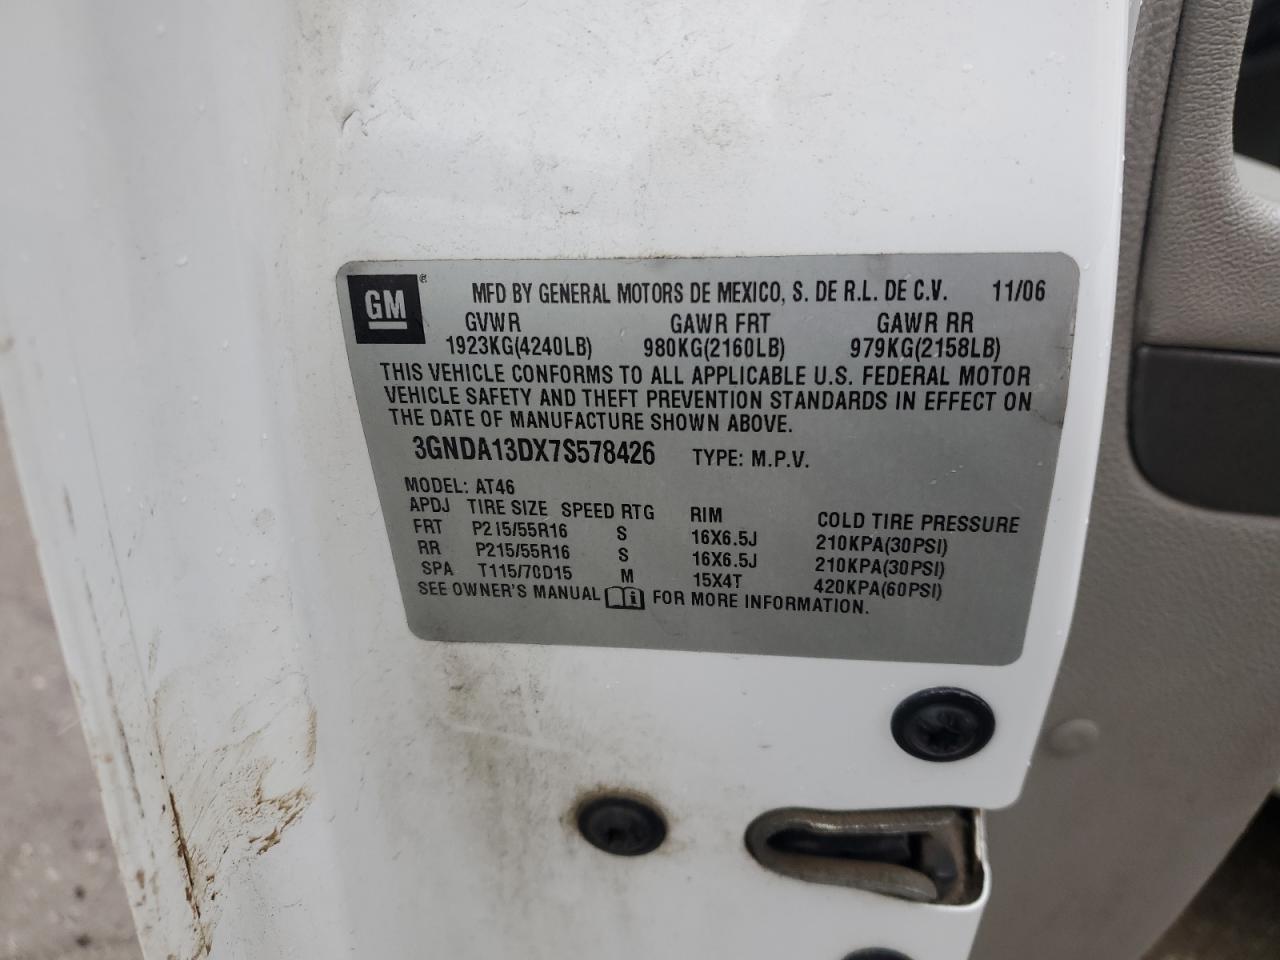 GM ® MFD BY GENERAL MOTORS DE MEXICO, S. DE R.L. DE C.V. 11/06
GVWR GAWR FRT GAWR RR
1923KG(4240LB) 980KG(2160LB) 979KG(2158LB)
THIS VEHICLE CONFORMS TO ALL APPLICABLE U.S. FEDERAL MOTOR
VEHICLE SAFETY AND THEFT PREVENTION STANDARDS IN EFFECT ON
THE DATE OF MANUFACTURE SHOWN ABOVE.
3GNDA13DX7S578426 TYPE: M.P.V.
MODEL: AT46
APDJ TIRE SIZE SPEED RTG RIM COLD TIRE PRESSURE
FRT P215/55R16 S 16X6.5J 210KPA(30PSI)
RR P215/55R16 S 16X6.5J 210KPA(30PSI)
SPA T115/70D15 M 15X4T 420KPA(60PSI)
SEE OWNER'S MANUAL FOR MORE INFORMATION.